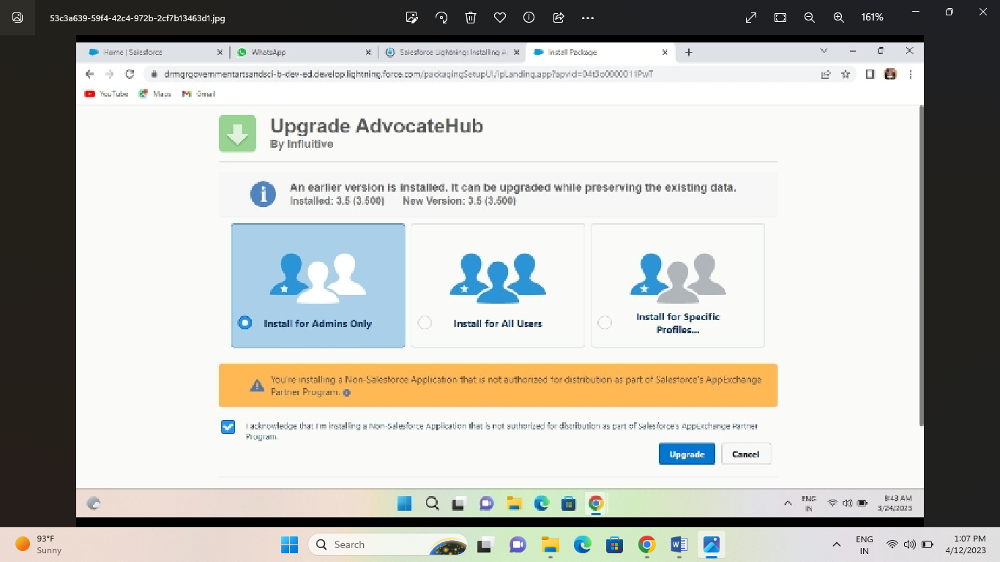 53c3a639-59f4-42c4-972b-2cf7b13463d1.jpg
161%
Home | Salesforce
WhatsApp
Salesforce Lightning: Installing A
Install Package
drmgrgovernmentartsandsci-b-dev-ed.develop.lightning.force.com/packagingSetupUI/ipLanding.app?apvId=04t3o0000011PwT
YouTube
Maps
Gmail
Upgrade AdvocateHub
By Influitive
An earlier version is installed. It can be upgraded while preserving the existing data.
Installed: 3.5 (3.500) New Version: 3.5 (3.500)
Install for Admins Only
Install for All Users
Install for Specific
Profiles...
You're installing a Non-Salesforce Application that is not authorized for distribution as part of Salesforce's AppExchange
Partner Program.
I acknowledge that I'm installing a Non-Salesforce Application that is not authorized for distribution as part of Salesforce's AppExchange Partner
Program.
Upgrade
Cancel
ENG
IN
8:43 AM
3/24/2023
93°F
Sunny
Search
ENG
IN
1:07 PM
4/12/2023